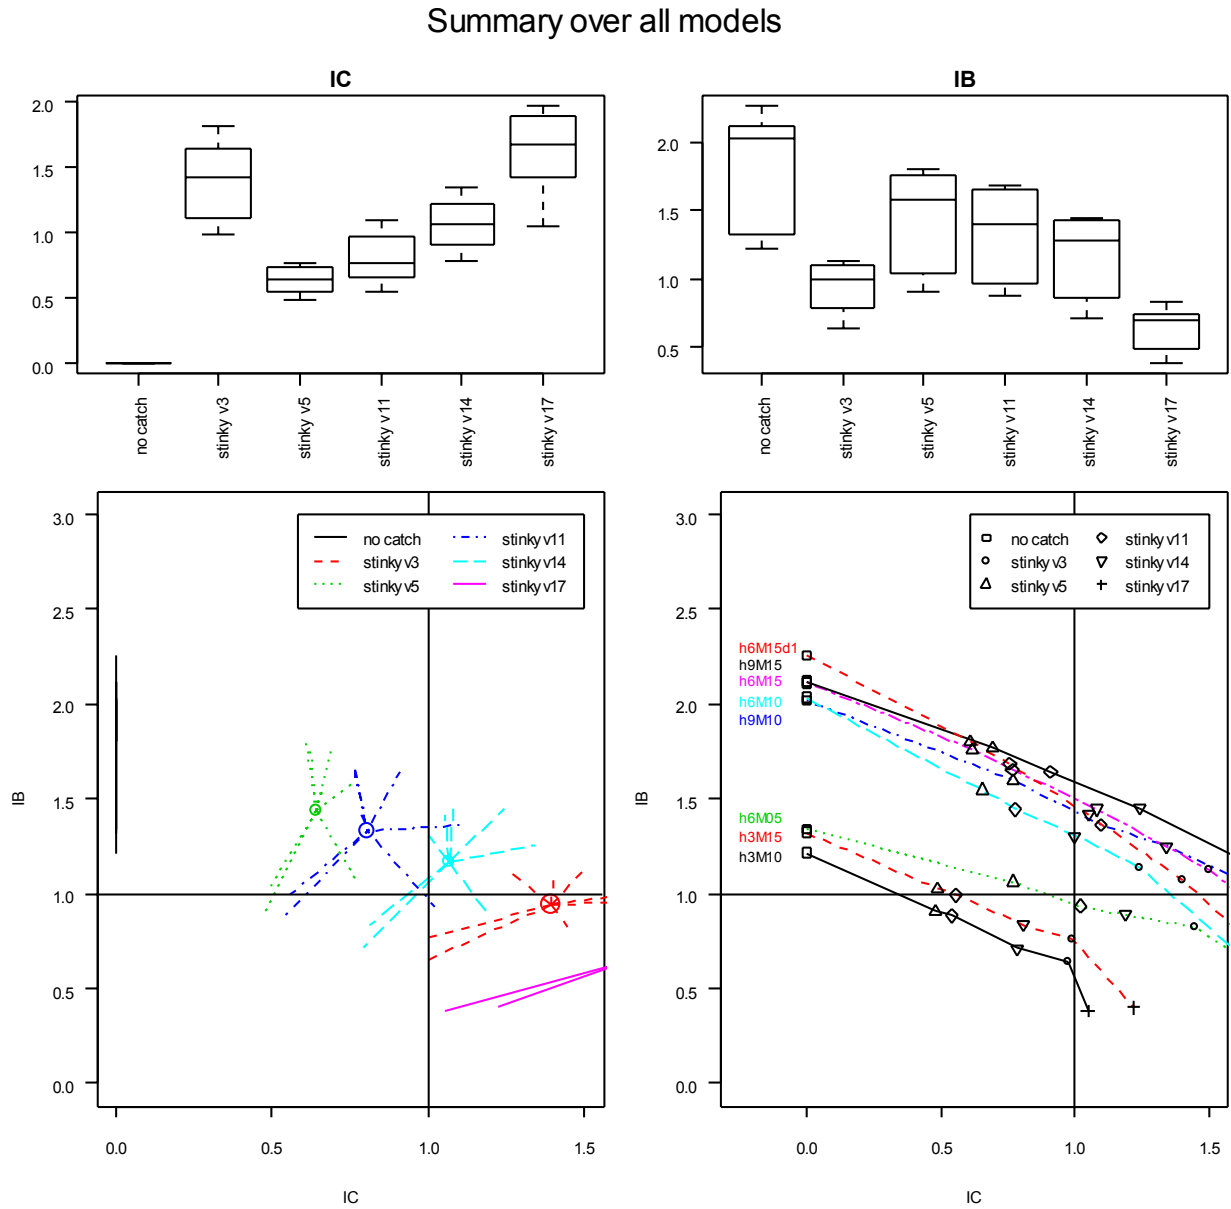 Summary over all models
IC
2.0
1.5
1.0
0.5
0.0
no catch
stinky v3
stinky v5
stinky v11
stinky v14
stinky v17
IB
2.0
1.5
1.0
0.5
no catch
stinky v3
stinky v5
stinky v11
stinky v14
stinky v17
3.0
2.5
2.0
1.5
1.0
0.5
0.0
IB
no catch
stinky v3
stinky v5
stinky v11
stinky v14
stinky v17
0.0
0.5
1.0
1.5
IC
3.0
2.5
2.0
1.5
1.0
0.5
0.0
IB
no catch
stinky v3
stinky v5
stinky v11
stinky v14
stinky v17
h6M15d1
h9M15
h6M15
h6M10
h9M10
h6M05
h3M15
h3M10
0.0
0.5
1.0
1.5
IC